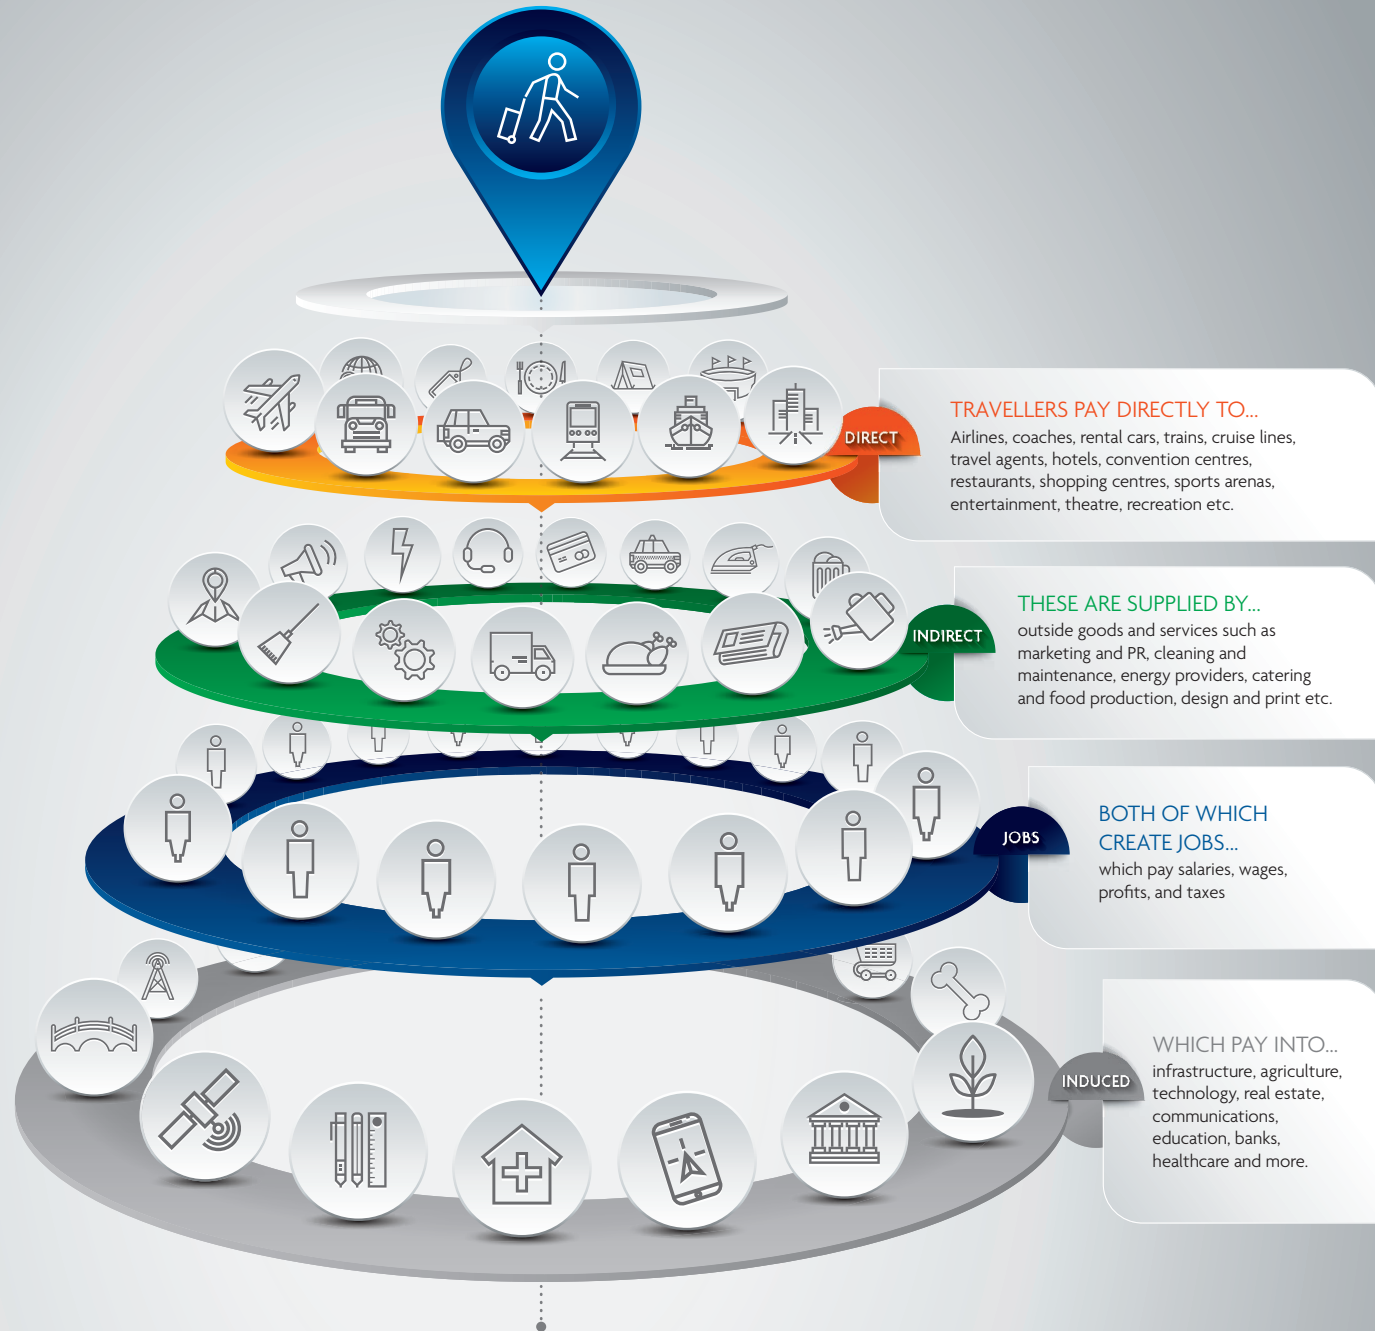 DIRECT
TRAVELLERS PAY DIRECTLY TO...
Airlines, coaches, rental cars, trains, cruise lines,
travel agents, hotels, convention centres,
restaurants, shopping centres, sports arenas,
entertainment, theatre, recreation etc.
INDIRECT
THESE ARE SUPPLIED BY...
outside goods and services such as
marketing and PR, cleaning and
maintenance, energy providers, catering
and food production, design and print etc.
JOBS
BOTH OF WHICH
CREATE JOBS...
which pay salaries, wages,
profits, and taxes
INDUCED
WHICH PAY INTO...
infrastructure, agriculture,
technology, real estate,
communications,
education, banks,
healthcare and more.